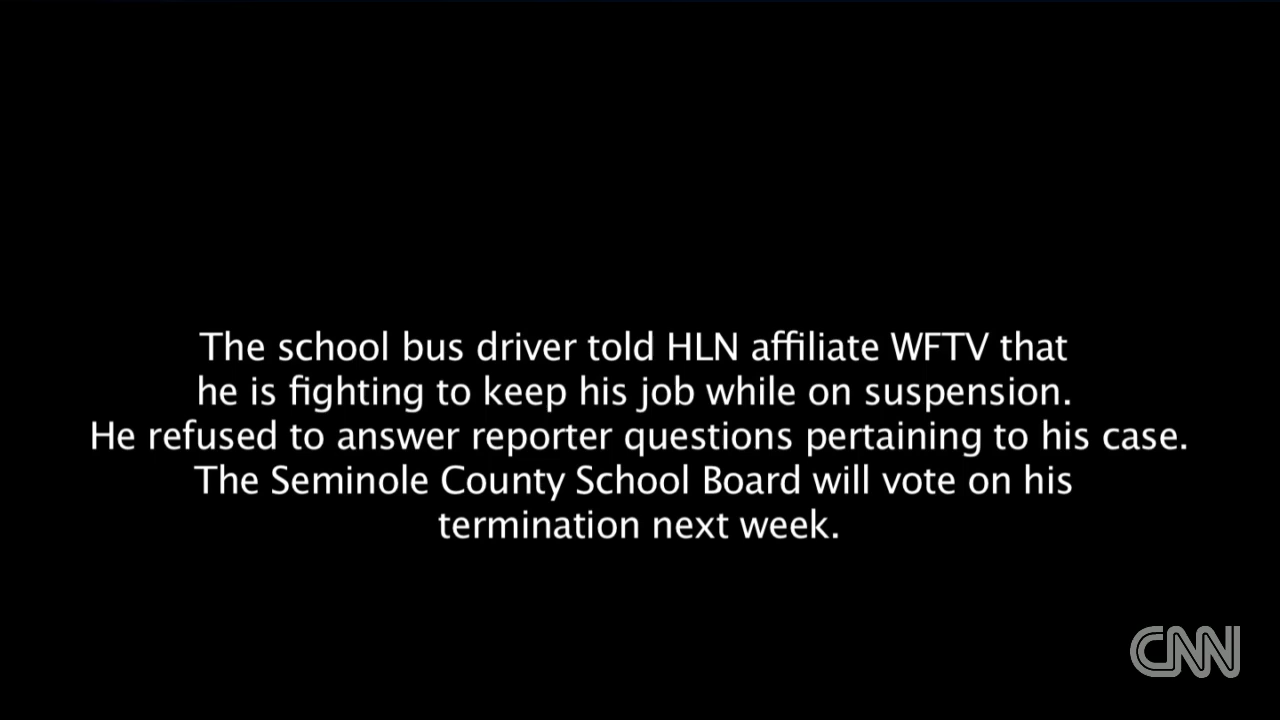 The school bus driver told HLN affiliate WFTV that
he is fighting to keep his job while on suspension.
He refused to answer reporter questions pertaining to his case.
The Seminole County School Board will vote on his
termination next week.
CNN